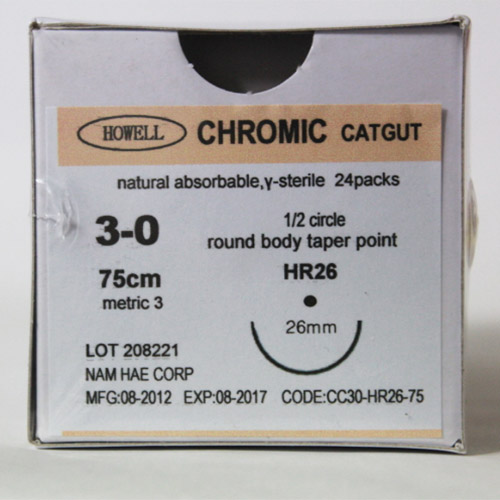 HOWELL CHROMIC CATGUT
natural absorbable,γ-sterile 24packs
3-0
1/2 circle
round body taper point
75cm
HR26
metric 3
26mm
LOT 208221
NAM HAE CORP
MFG:08-2012 EXP:08-2017 CODE:CC30-HR26-75